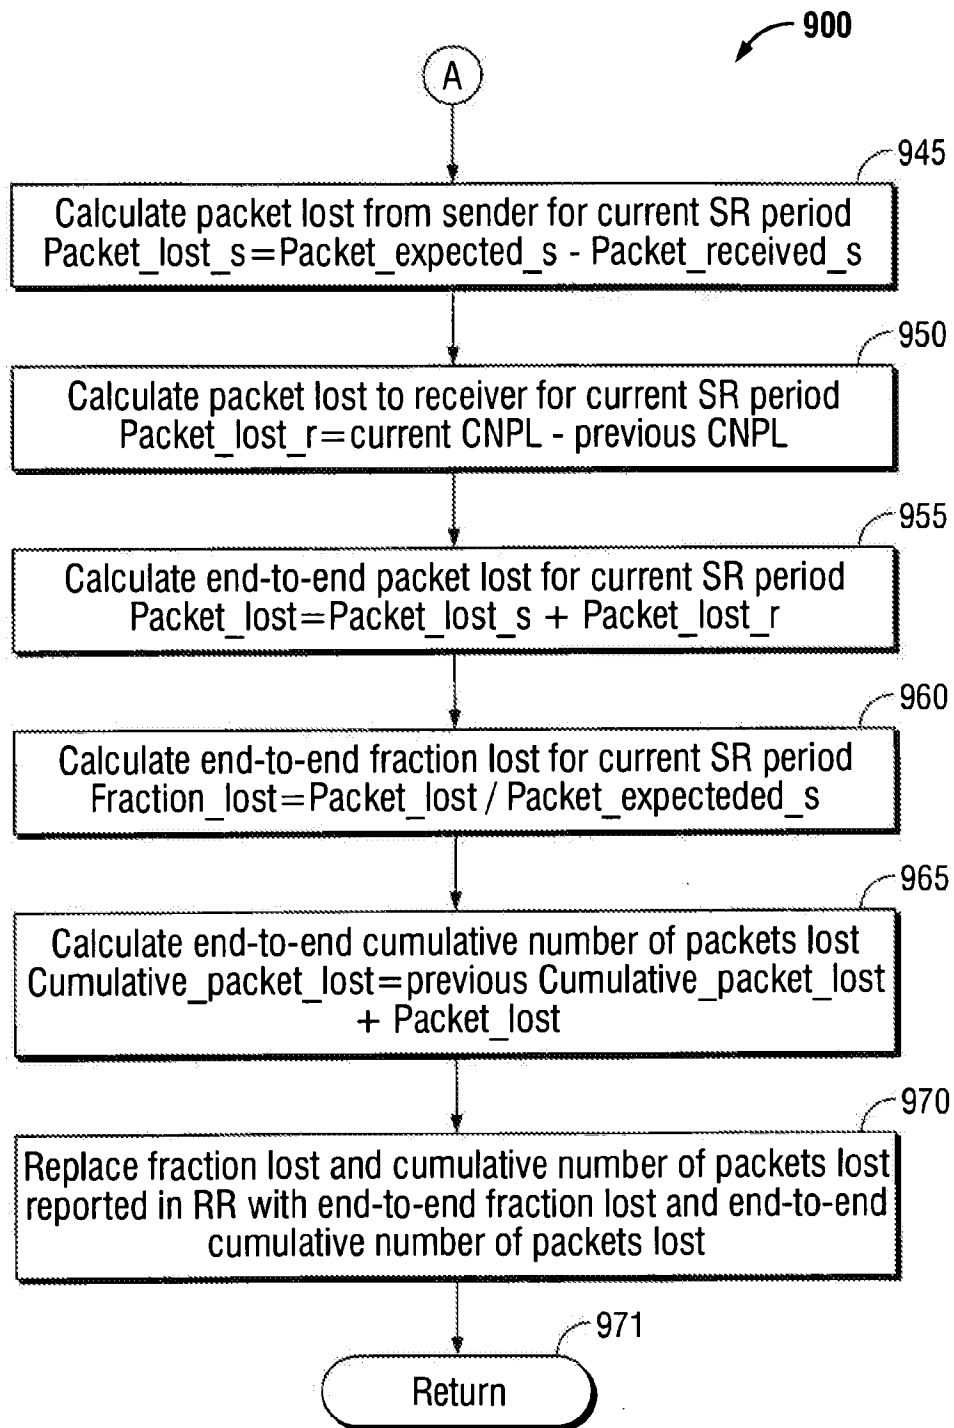 900
A
945
Calculate packet lost from sender for current SR period
Packet_lost_s=Packet_expected_s - Packet_received_s
950
Calculate packet lost to receiver for current SR period
Packet_lost_r=current CNPL - previous CNPL
955
Calculate end-to-end packet lost for current SR period
Packet_lost=Packet_lost_s + Packet_lost_r
960
Calculate end-to-end fraction lost for current SR period
Fraction_lost=Packet_lost / Packet_expecteded_s
965
Calculate end-to-end cumulative number of packets lost
Cumulative_packet_lost=previous Cumulative_packet_lost
+ Packet_lost
970
Replace fraction lost and cumulative number of packets lost
reported in RR with end-to-end fraction lost and end-to-end
cumulative number of packets lost
971
Return